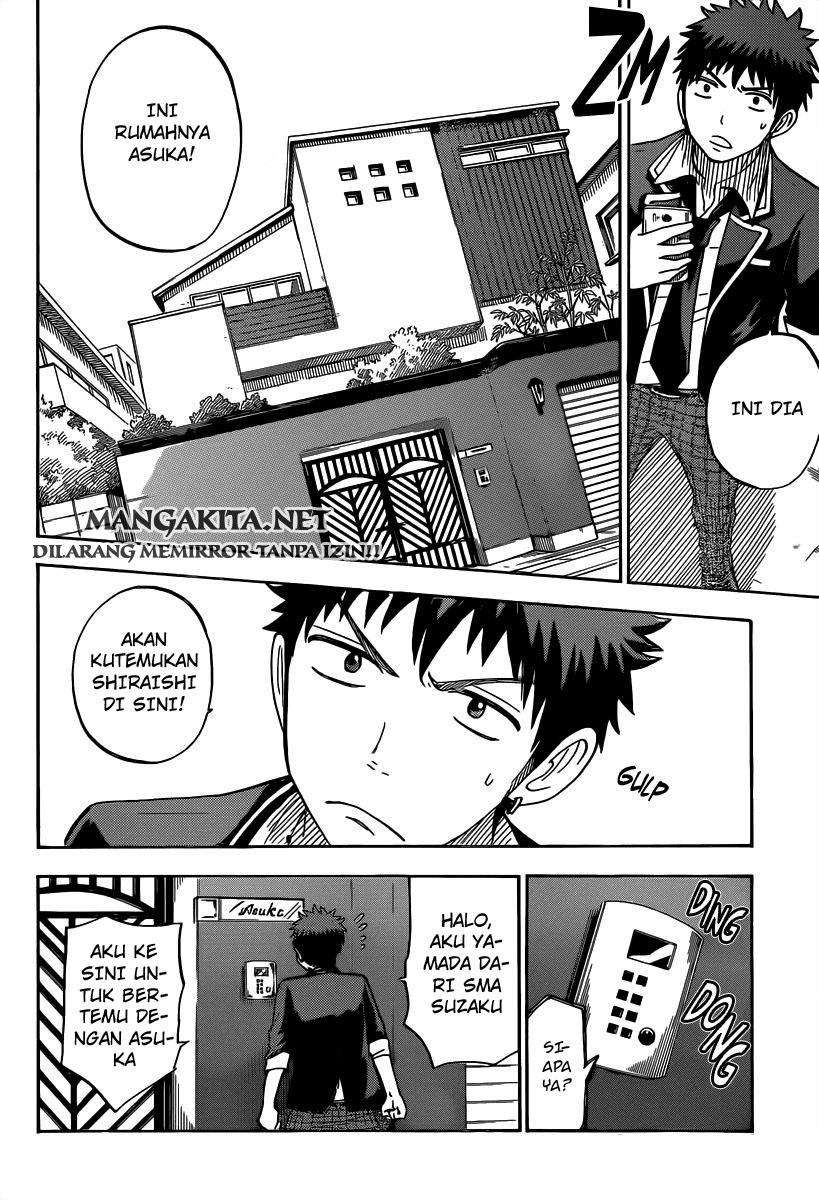 ZM
INI DIA
INI
RUMAHNYA
ASUKA!
MANGAKITA.NET
DILARANG MEMIRROR TANPA IZIN!!
AKAN
KUTEMUKAN
SHIRAISHI
DI SINI!
GULP
DING
DONG
SI-
APA
YA?
HALO,
AKU YA-
MADA DA-
RI SMA
SUZAKU
Asuka
AKU KE
SINI UN-
TUK BER-
TEMU DE-
NGAN ASU-
KA